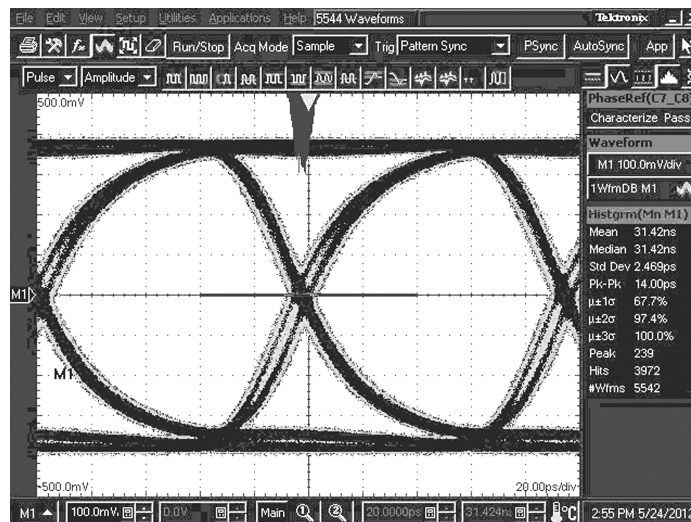 File Edit View Setup Utilities Applications Help 5544 Waveforms Tektronix
Run/Stop Acq Mode Sample Trig Pattern Sync PSync AutoSync App
Pulse Amplitude
500.0mV
PhaseRef(C7_C8)
Characterize Pass
Waveform
M1 100.0mV/div
1WfmDB M1
Histgrm(Mn M1)
Mean 31.42ns
Median 31.42ns
Std Dev 2.469ps
Pk-Pk 14.00ps
µ±1σ 67.7%
µ±2σ 97.4%
µ±3σ 100.0%
Peak 239
Hits 3972
#Wfms 5542
M1
M1
-500.0mV 20.00ps/div
M1 100.0mV 0.0V Main 1 2 20.0000ps 31.424n °C 2:55 PM 5/24/2012